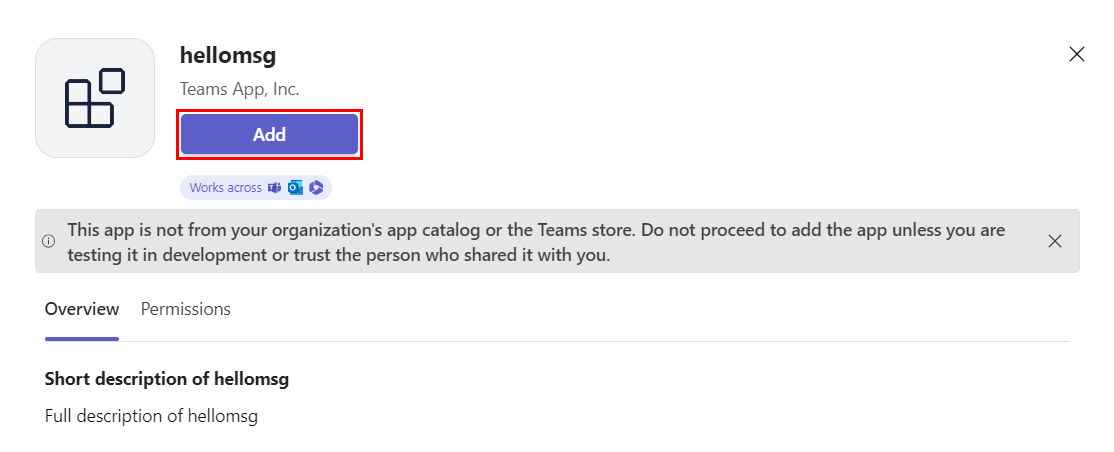 hellomsg
Teams App, Inc.
Add
Works across
This app is not from your organization's app catalog or the Teams store. Do not proceed to add the app unless you are
testing it in development or trust the person who shared it with you.
Overview Permissions
Short description of hellomsg
Full description of hellomsg